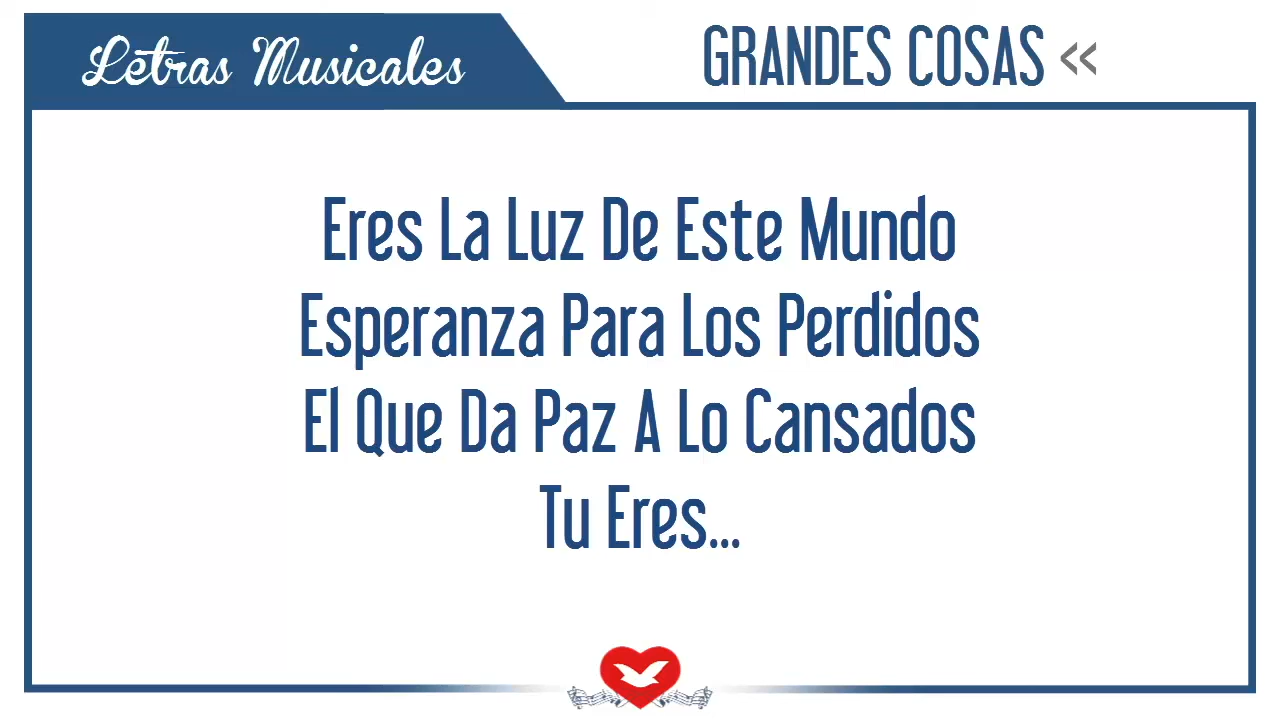 Letras Musicales
GRANDES COSAS <<
Eres La Luz De Este Mundo
Esperanza Para Los Perdidos
El Que Da Paz A Lo Cansados
Tu Eres...